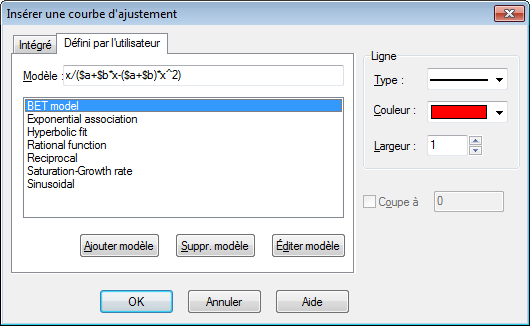 Insérer une courbe d'ajustement
Intégré
Défini par l'utilisateur
Modèle : x/($a+$b*x-($a+$b)*x^2)
BET model
Exponential association
Hyperbolic fit
Rational function
Reciprocal
Saturation-Growth rate
Sinusoidal
Ajouter modèle
Suppr. modèle
Éditer modèle
Ligne
Type :
Couleur :
Largeur : 1
Coupe à 0
OK
Annuler
Aide